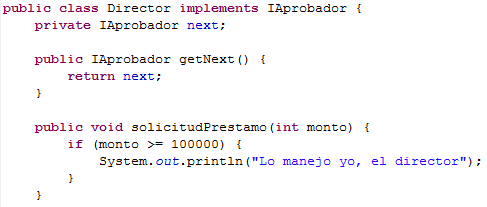 public class Director implements IAprobador {
    private IAprobador next;

    public IAprobador getNext() {
        return next;
    }

    public void solicitudPrestamo(int monto) {
        if (monto >= 100000) {
            System.out.println("Lo manejo yo, el director");
        }
    }